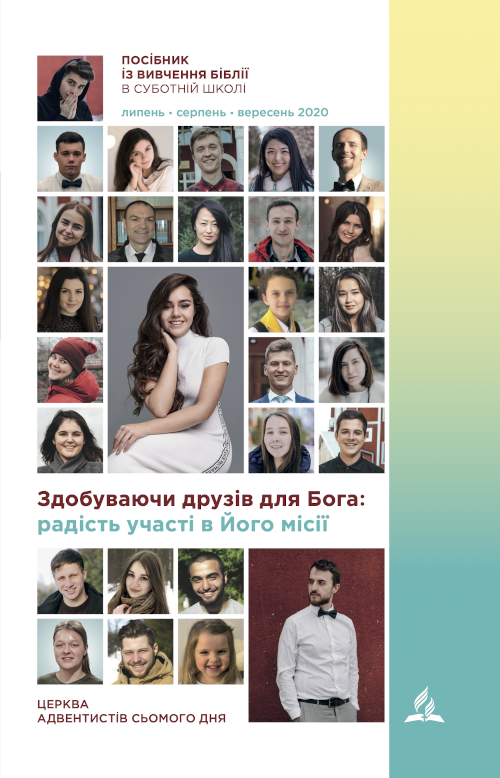 ПОСІБНИК
ІЗ ВИВЧЕННЯ БІБЛІЇ
В СУБОТНІЙ ШКОЛІ
липень • серпень • вересень 2020
Здобуваючи друзів для Бога:
радість участі в Його місії
ЦЕРКВА
АДВЕНТИСТІВ СЬОМОГО ДНЯ